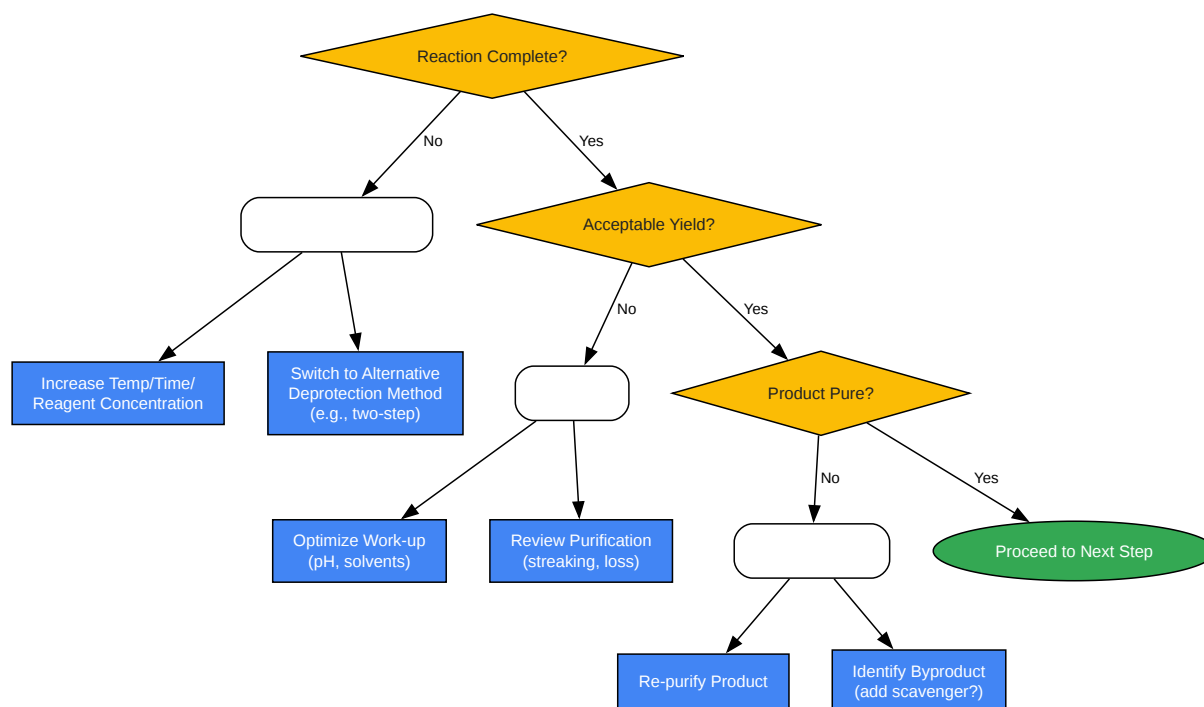 Reaction Complete?
No
Yes
Acceptable Yield?
No
Yes
Increase Temp/Time/
Reagent Concentration
Switch to Alternative
Deprotection Method
(e.g., two-step)
Product Pure?
No
Yes
Optimize Work-up
(pH, solvents)
Review Purification
(streaking, loss)
Proceed to Next Step
Re-purify Product
Identify Byproduct
(add scavenger?)